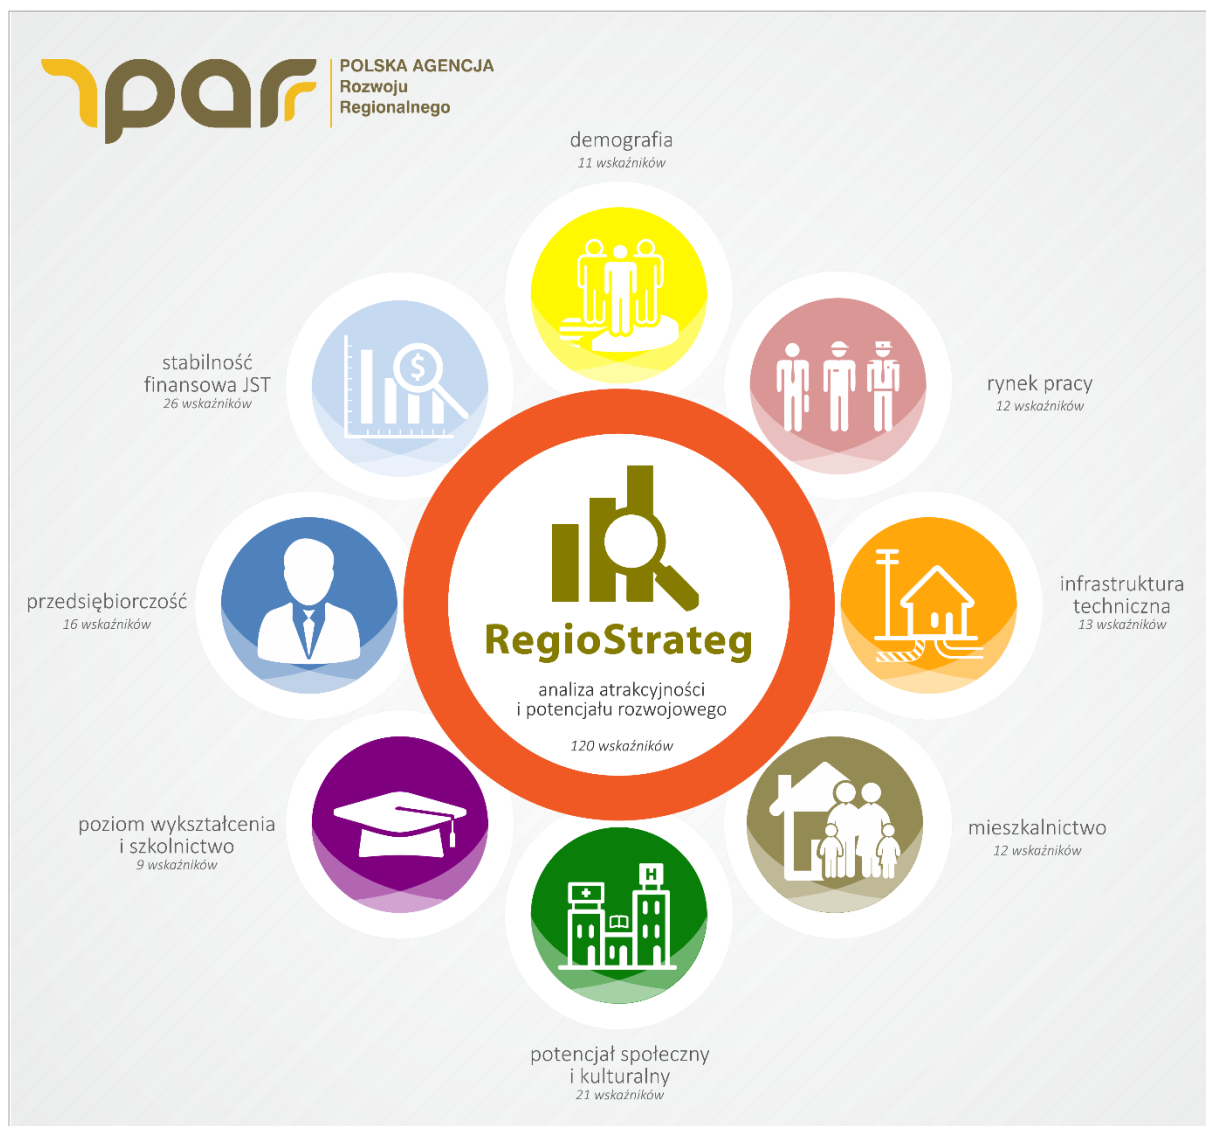 parr
POLSKA AGENCJA
Rozwoju
Regionalnego
demografia
11 wskaźników
rynek pracy
12 wskaźników
infrastruktura
techniczna
13 wskaźników
mieszkalnictwo
12 wskaźników
potencjał społeczny
i kulturalny
21 wskaźników
poziom wykształcenia
i szkolnictwo
9 wskaźników
przedsiębiorczość
16 wskaźników
stabilność
finansowa JST
26 wskaźników
$
H
RegioStrateg
analiza atrakcyjności
i potencjału rozwojowego
120 wskaźników